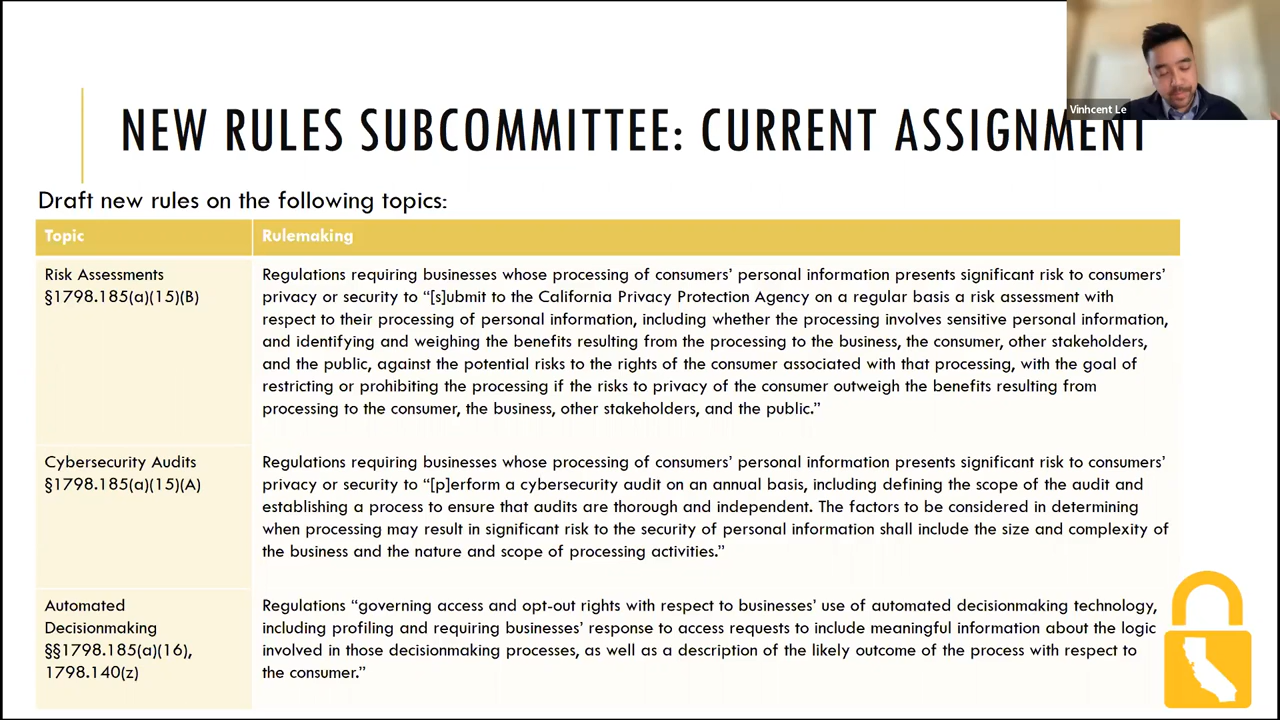 Vinhcent Le
NEW RULES SUBCOMMITTEE: CURRENT ASSIGNMENT
Draft new rules on the following topics:
Topic
Rulemaking
Risk Assessments
§1798.185(a)(15)(B)
Regulations requiring businesses whose processing of consumers’ personal information presents significant risk to consumers’
privacy or security to “[s]ubmit to the California Privacy Protection Agency on a regular basis a risk assessment with
respect to their processing of personal information, including whether the processing involves sensitive personal information,
and identifying and weighing the benefits resulting from the processing to the business, the consumer, other stakeholders,
and the public, against the potential risks to the rights of the consumer associated with that processing, with the goal of
restricting or prohibiting the processing if the risks to privacy of the consumer outweigh the benefits resulting from
processing to the consumer, the business, other stakeholders, and the public.”
Cybersecurity Audits
§1798.185(a)(15)(A)
Regulations requiring businesses whose processing of consumers’ personal information presents significant risk to consumers’
privacy or security to “[p]erform a cybersecurity audit on an annual basis, including defining the scope of the audit and
establishing a process to ensure that audits are thorough and independent. The factors to be considered in determining
when processing may result in significant risk to the security of personal information shall include the size and complexity of
the business and the nature and scope of processing activities.”
Automated
Decisionmaking
§§1798.185(a)(16),
1798.140(z)
Regulations “governing access and opt-out rights with respect to businesses’ use of automated decisionmaking technology,
including profiling and requiring businesses’ response to access requests to include meaningful information about the logic
involved in those decisionmaking processes, as well as a description of the likely outcome of the process with respect to
the consumer.”